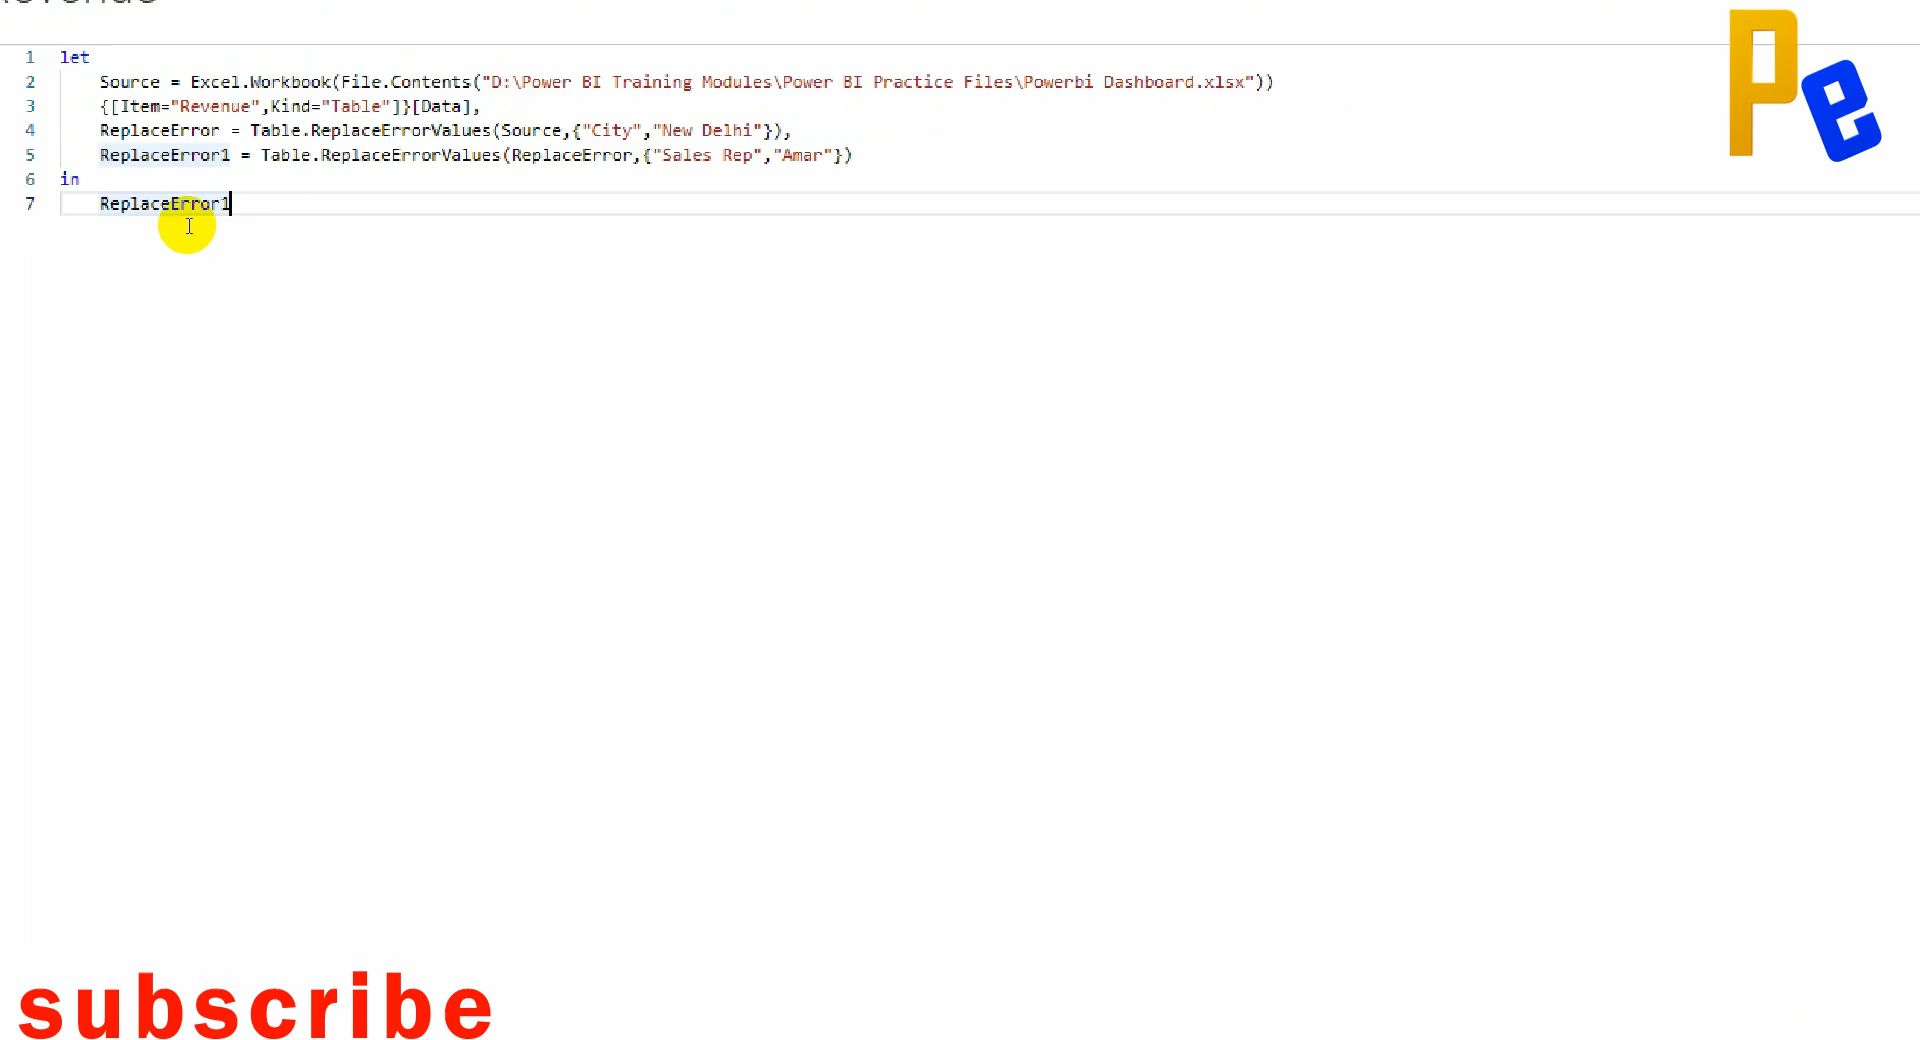 1 let
2 Source = Excel.Workbook(File.Contents("D:\Power BI Training Modules\Power BI Practice Files\Powerbi Dashboard.xlsx"))
3 {[Item="Revenue",Kind="Table"]}[Data],
4 ReplaceError = Table.ReplaceErrorValues(Source,{"City","New Delhi"}),
5 ReplaceError1 = Table.ReplaceErrorValues(ReplaceError,{"Sales Rep","Amar"})
6 in
7 ReplaceError1
Pe
subscribe